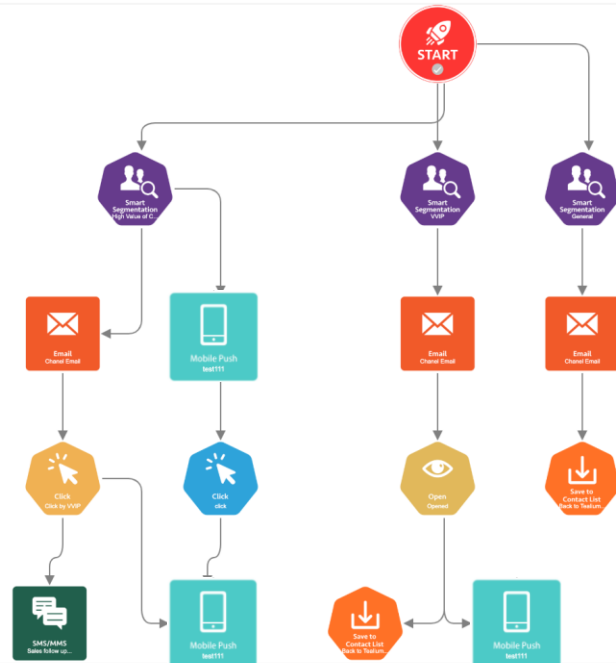 START
Smart
Segmentation
High Value of C...
Smart
Segmentation
VVIP
Smart
Segmentation
General
Email
Chanel Email
Mobile Push
test111
Email
Chanel Email
Email
Chanel Email
Click
Click by VVIP
Click
click
Open
Opened
Save to
Contact List
Back to Tealium...
SMS/MMS
Sales follow up...
Mobile Push
test111
Save to
Contact List
Back to Tealium...
Mobile Push
test111